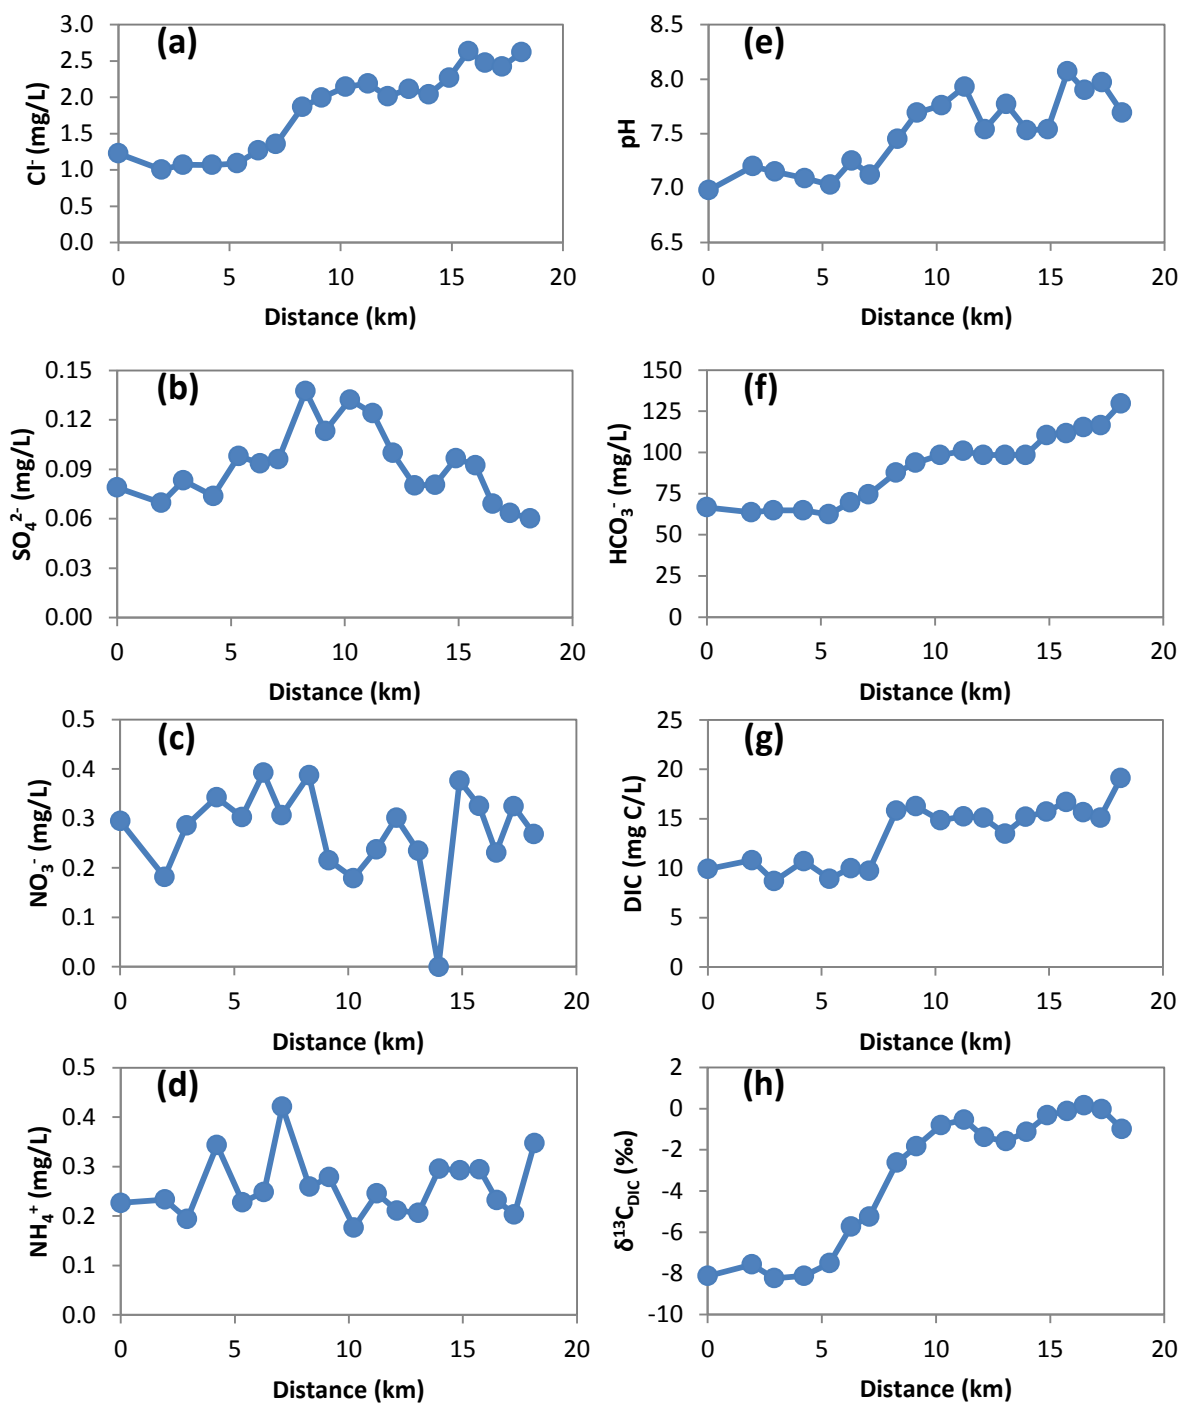 (a)
Cl⁻ (mg/L)
3.0
2.5
2.0
1.5
1.0
0.5
0.0
0 5 10 15 20
Distance (km)
(e)
pH
8.0
7.5
7.0
6.5
0 5 10 15 20
Distance (km)
(b)
SO₄²⁻ (mg/L)
0.15
0.12
0.09
0.06
0.03
0.00
0 5 10 15 20
Distance (km)
(f)
HCO₃⁻ (mg/L)
150
125
100
75
50
25
0
0 5 10 15 20
Distance (km)
(c)
NO₃⁻ (mg/L)
0.5
0.4
0.3
0.2
0.1
0.0
0 5 10 15 20
Distance (km)
(g)
DIC (mg C/L)
25
20
15
10
5
0
0 5 10 15 20
Distance (km)
(d)
NH₄⁺ (mg/L)
0.5
0.4
0.3
0.2
0.1
0.0
0 5 10 15 20
Distance (km)
(h)
δ¹³C_DIC (‰)
2
0
-2
-4
-6
-8
-10
0 5 10 15 20
Distance (km)